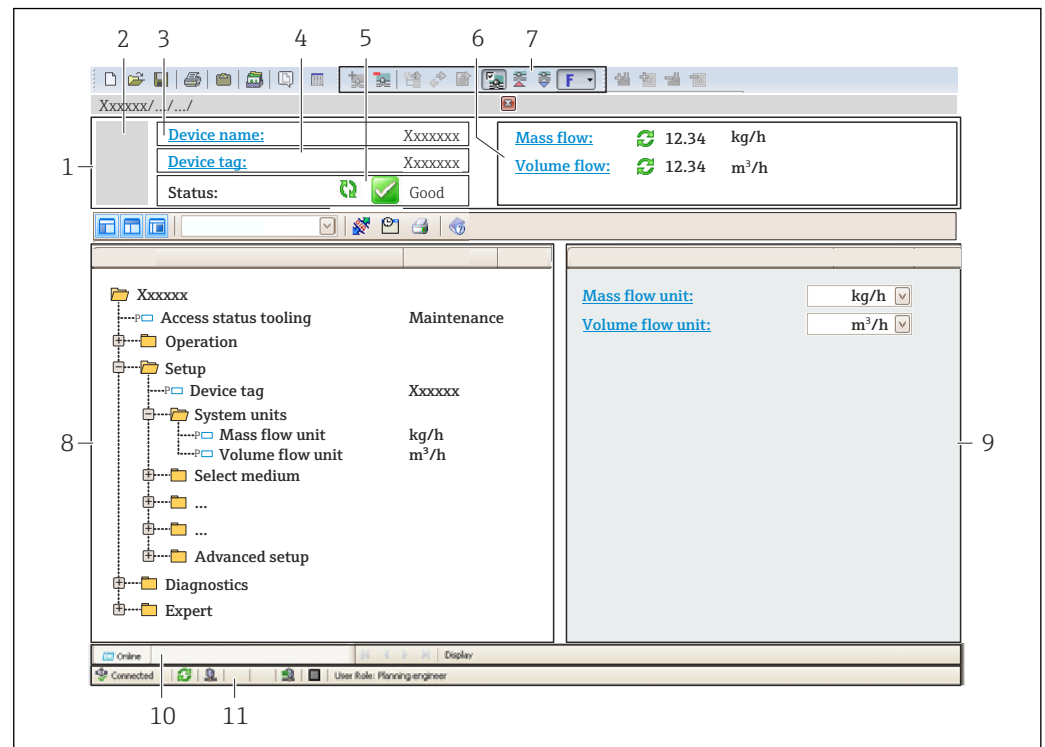 2 3 4 5 6 7
F
Xxxxxx/.../.../
1
Device name: Xxxxxxx
Device tag: Xxxxxxx
Status: Good
Mass flow: 12.34 kg/h
Volume flow: 12.34 m³/h
Xxxxxx
P Access status tooling Maintenance
Operation
Setup
P Device tag Xxxxxx
System units
P Mass flow unit kg/h
P Volume flow unit m³/h
Select medium
...
...
Advanced setup
Diagnostics
Expert
8
Mass flow unit: kg/h
Volume flow unit: m³/h
9
Online Display
Connected User Role: Planning engineer
10 11